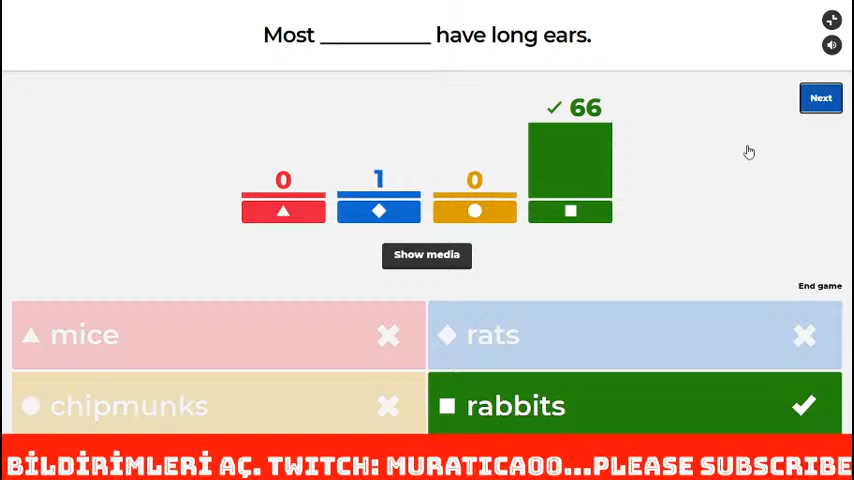 Most ___________ have long ears.
Next
66
0
1
0
Show media
End game
mice
rats
chipmunks
rabbits
BİLDİRİMLERİ AÇ. TWITCH: MURATICA00...PLEASE SUBSCRIBE